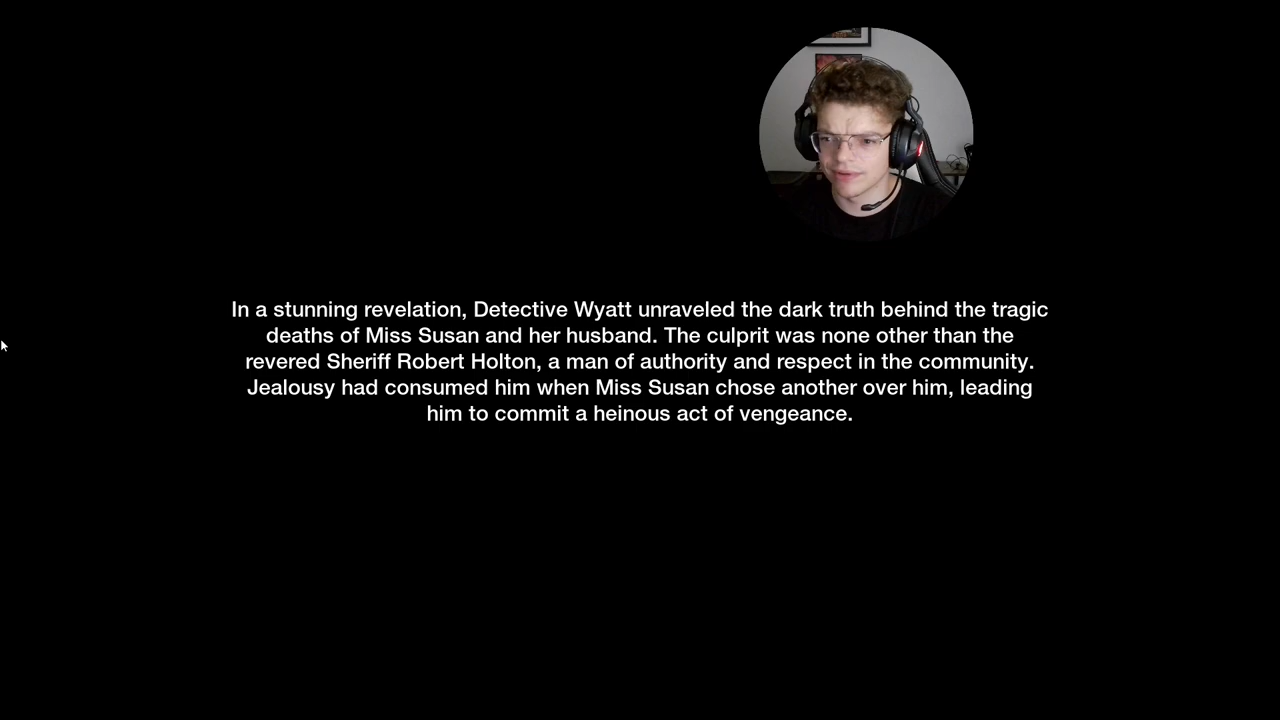 In a stunning revelation, Detective Wyatt unraveled the dark truth behind the tragic
deaths of Miss Susan and her husband. The culprit was none other than the
revered Sheriff Robert Holton, a man of authority and respect in the community.
Jealousy had consumed him when Miss Susan chose another over him, leading
him to commit a heinous act of vengeance.